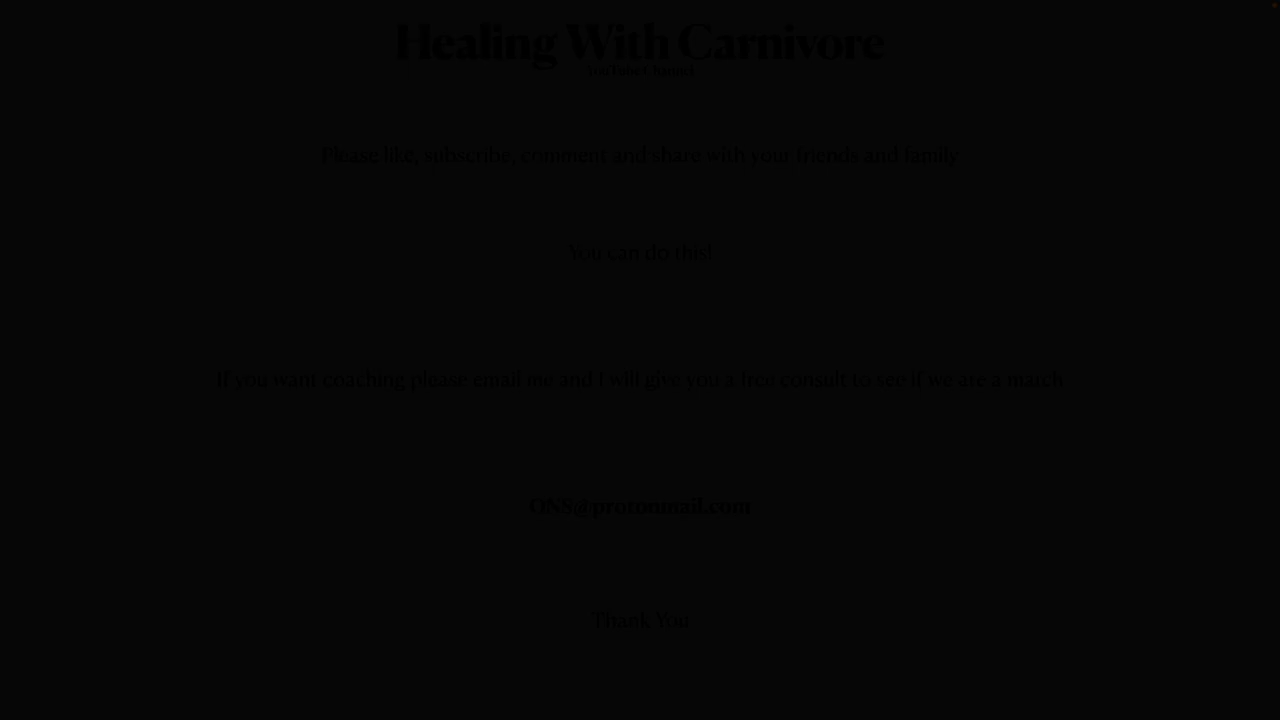 Healing With Carnivore
Please like, subscribe, comment and share with your friends and family
You can do this!
If you want coaching please email me and I will give you a free consult to see if we are a match
ONS@protonmail.com
Thank You